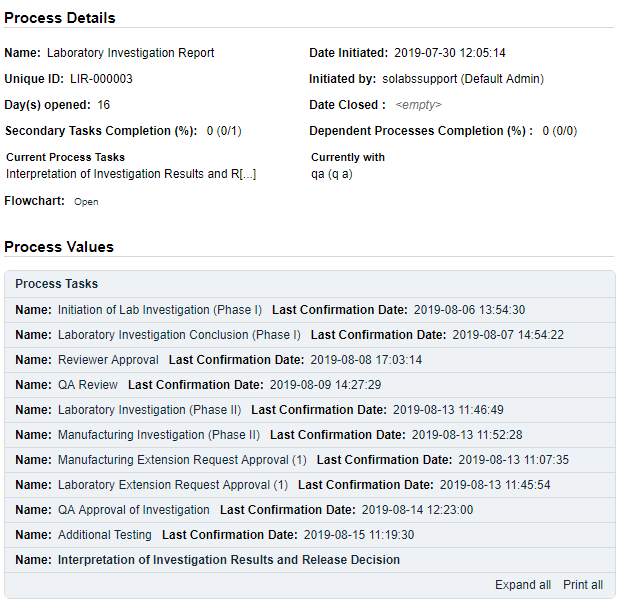 Process Details
Name: Laboratory Investigation Report Date Initiated: 2019-07-30 12:05:14
Unique ID: LIR-000003 Initiated by: solabssupport (Default Admin)
Day(s) opened: 16 Date Closed : <empty>
Secondary Tasks Completion (%): 0 (0/1) Dependent Processes Completion (%) : 0 (0/0)
Current Process Tasks Currently with
Interpretation of Investigation Results and R[...] qa (q a)
Flowchart: Open
Process Values
Process Tasks
Name: Initiation of Lab Investigation (Phase I) Last Confirmation Date: 2019-08-06 13:54:30
Name: Laboratory Investigation Conclusion (Phase I) Last Confirmation Date: 2019-08-07 14:54:22
Name: Reviewer Approval Last Confirmation Date: 2019-08-08 17:03:14
Name: QA Review Last Confirmation Date: 2019-08-09 14:27:29
Name: Laboratory Investigation (Phase II) Last Confirmation Date: 2019-08-13 11:46:49
Name: Manufacturing Investigation (Phase II) Last Confirmation Date: 2019-08-13 11:52:28
Name: Manufacturing Extension Request Approval (1) Last Confirmation Date: 2019-08-13 11:07:35
Name: Laboratory Extension Request Approval (1) Last Confirmation Date: 2019-08-13 11:45:54
Name: QA Approval of Investigation Last Confirmation Date: 2019-08-14 12:23:00
Name: Additional Testing Last Confirmation Date: 2019-08-15 11:19:30
Name: Interpretation of Investigation Results and Release Decision
Expand all Print all